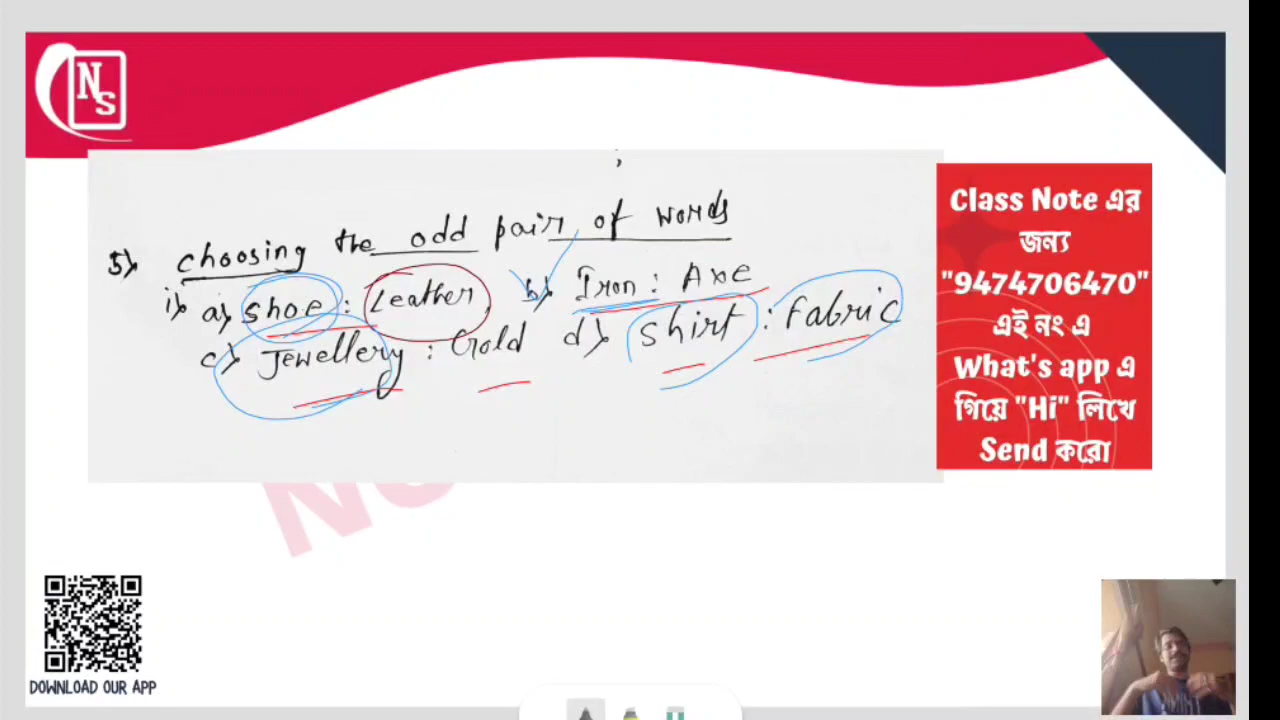 NS
5) choosing the odd pair of words
i) a) Shoe : Leather, b) Iron : Axe
c) Jewellery : Gold d) Shirt : fabric
Class Note এর
জন্য
"9474706470"
এই নং এ
What's app এ
গিয়ে "Hi" লিখে
Send করো
DOWNLOAD OUR APP